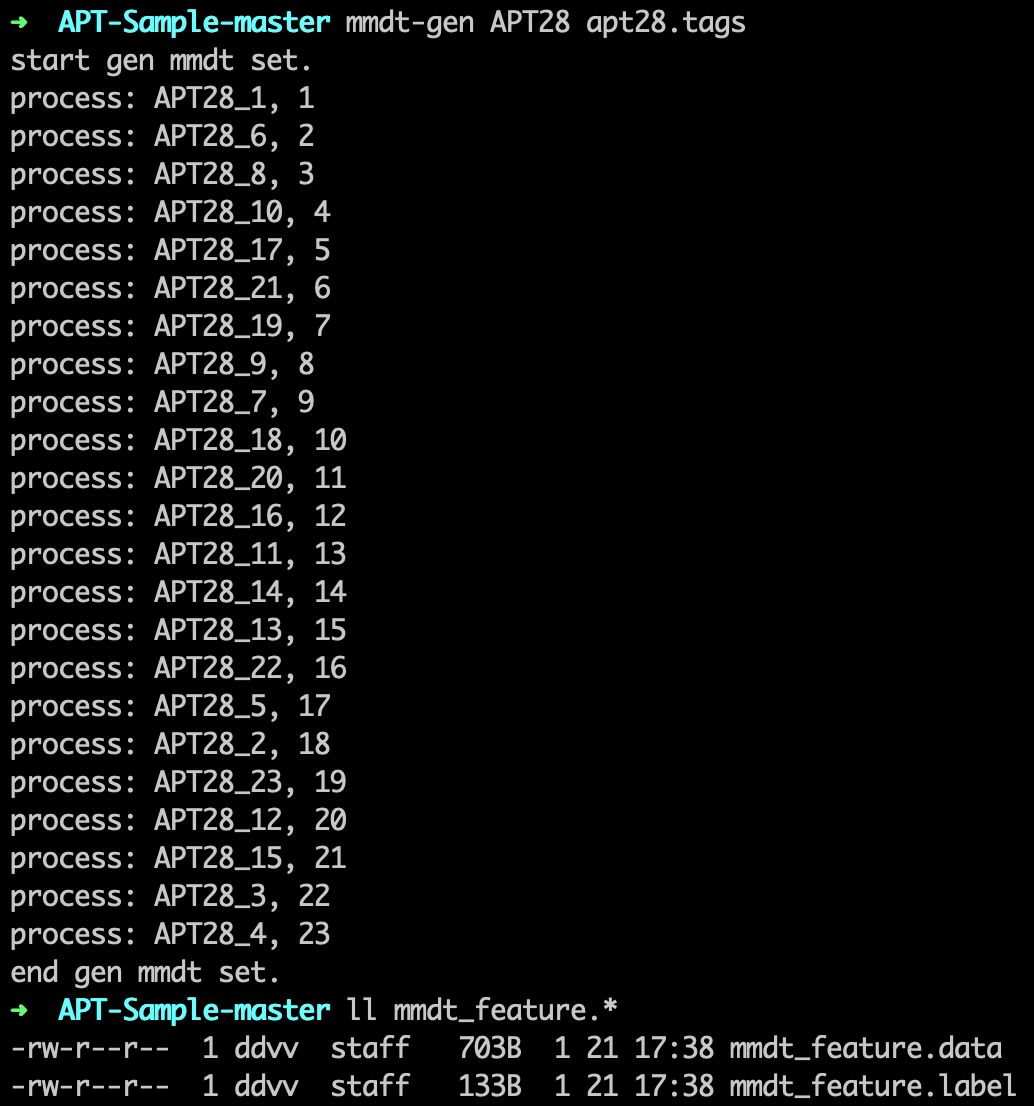 → APT-Sample-master mmdt-gen APT28 apt28.tags
start gen mmdt set.
process: APT28_1, 1
process: APT28_6, 2
process: APT28_8, 3
process: APT28_10, 4
process: APT28_17, 5
process: APT28_21, 6
process: APT28_19, 7
process: APT28_9, 8
process: APT28_7, 9
process: APT28_18, 10
process: APT28_20, 11
process: APT28_16, 12
process: APT28_11, 13
process: APT28_14, 14
process: APT28_13, 15
process: APT28_22, 16
process: APT28_5, 17
process: APT28_2, 18
process: APT28_23, 19
process: APT28_12, 20
process: APT28_15, 21
process: APT28_3, 22
process: APT28_4, 23
end gen mmdt set.
→ APT-Sample-master ll mmdt_feature.*
-rw-r--r-- 1 ddvv staff 703B 1 21 17:38 mmdt_feature.data
-rw-r--r-- 1 ddvv staff 133B 1 21 17:38 mmdt_feature.label